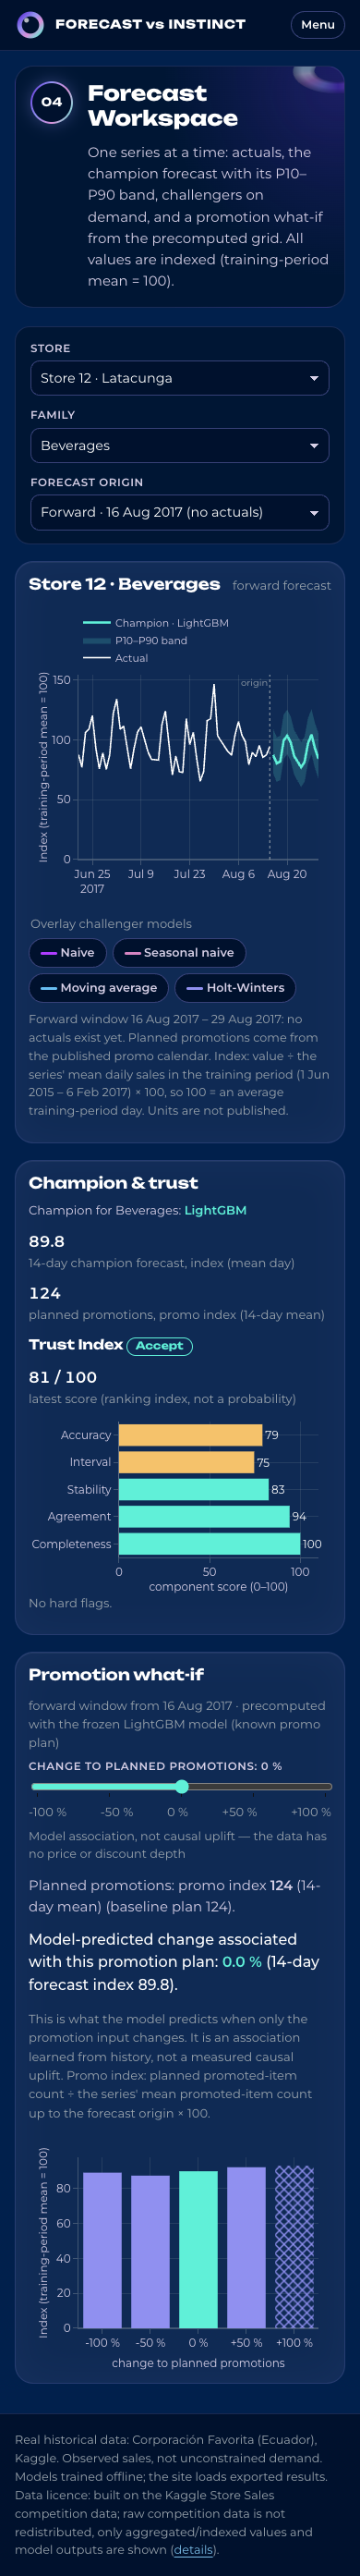 FORECAST vs INSTINCT
Menu
04
Forecast
Workspace
One series at a time: actuals, the
champion forecast with its P10–
P90 band, challengers on
demand, and a promotion what-if
from the precomputed grid. All
values are indexed (training-period
mean = 100).
STORE
Store 12 · Latacunga
FAMILY
Beverages
FORECAST ORIGIN
Forward · 16 Aug 2017 (no actuals)
Store 12 · Beverages
forward forecast
Champion · LightGBM
P10–P90 band
Actual
Index (training-period mean = 100)
150
100
50
0
origin
Jun 25
2017
Jul 9
Jul 23
Aug 6
Aug 20
Overlay challenger models
Naive
Seasonal naive
Moving average
Holt-Winters
Forward window 16 Aug 2017 – 29 Aug 2017: no
actuals exist yet. Planned promotions come from
the published promo calendar. Index: value ÷ the
series' mean daily sales in the training period (1 Jun
2015 – 6 Feb 2017) × 100, so 100 = an average
training-period day. Units are not published.
Champion & trust
Champion for Beverages: LightGBM
89.8
14-day champion forecast, index (mean day)
124
planned promotions, promo index (14-day mean)
Trust Index Accept
81 / 100
latest score (ranking index, not a probability)
Accuracy 79
Interval 75
Stability 83
Agreement 94
Completeness 100
0 50 100
component score (0–100)
No hard flags.
Promotion what-if
forward window from 16 Aug 2017 · precomputed
with the frozen LightGBM model (known promo
plan)
CHANGE TO PLANNED PROMOTIONS: 0 %
-100 % -50 % 0 % +50 % +100 %
Model association, not causal uplift — the data has
no price or discount depth
Planned promotions: promo index 124 (14-
day mean) (baseline plan 124).
Model-predicted change associated
with this promotion plan: 0.0 % (14-day
forecast index 89.8).
This is what the model predicts when only the
promotion input changes. It is an association
learned from history, not a measured causal
uplift. Promo index: planned promoted-item
count ÷ the series' mean promoted-item count
up to the forecast origin × 100.
Index (training-period mean = 100)
80
60
40
20
0
-100 % -50 % 0 % +50 % +100 %
change to planned promotions
Real historical data: Corporación Favorita (Ecuador),
Kaggle. Observed sales, not unconstrained demand.
Models trained offline; the site loads exported results.
Data licence: built on the Kaggle Store Sales
competition data; raw competition data is not
redistributed, only aggregated/indexed values and
model outputs are shown (details).